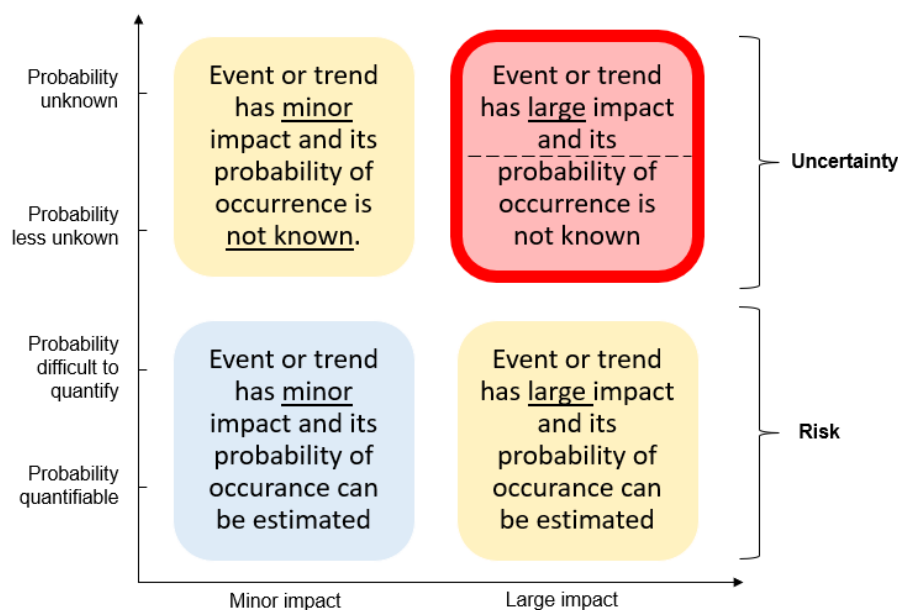 Probability
unknown
Probability
less unkown
Probability
difficult to
quantify
Probability
quantifiable
Event or trend
has minor
impact and its
probability of
occurrence is
not known.
Event or trend
has large impact
and its
probability of
occurrence is
not known
Uncertainty
Event or trend
has minor
impact and its
probability of
occurance can
be estimated
Event or trend
has large impact
and its
probability of
occurance can
be estimated
Risk
Minor impact
Large impact